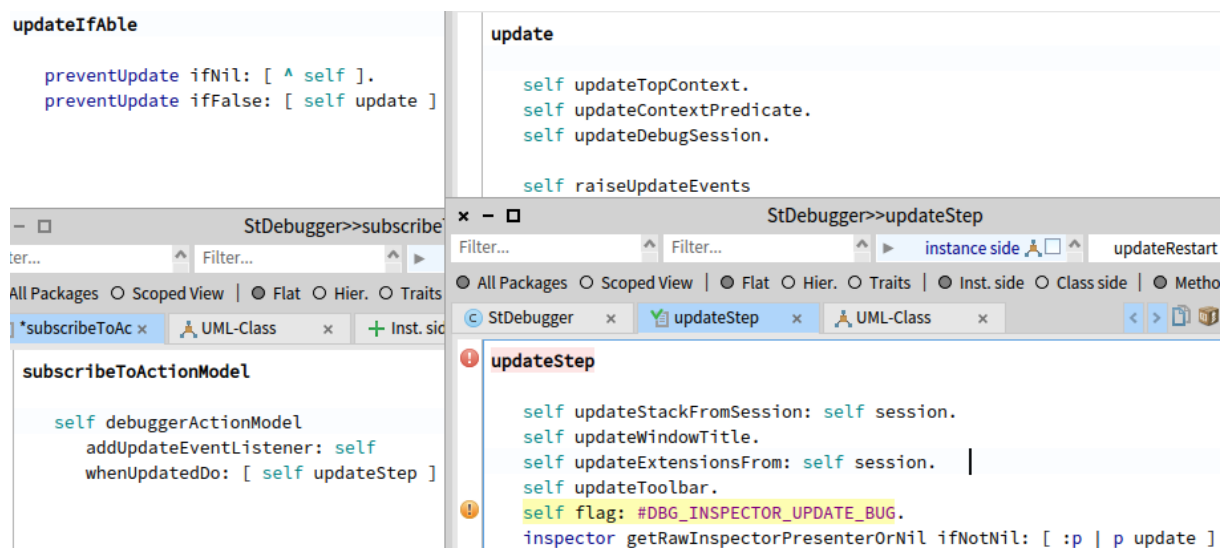 updateIfAble
preventUpdate ifNil: [ ^ self ].
preventUpdate ifFalse: [ self update ]
update
self updateTopContext.
self updateContextPredicate.
self updateDebugSession.
self raiseUpdateEvents
StDebugger>>subscribeT
ter... Filter...
All Packages Scoped View | Flat Hier. Traits
*subscribeToAc × UML-Class × Inst. sid
subscribeToActionModel
self debuggerActionModel
addUpdateEventListener: self
whenUpdatedDo: [ self updateStep ]
StDebugger>>updateStep
Filter... Filter... instance side updateRestart
All Packages Scoped View | Flat Hier. Traits | Inst. side Class side | Metho
StDebugger × updateStep × UML-Class ×
updateStep
self updateStackFromSession: self session.
self updateWindowTitle.
self updateExtensionsFrom: self session.
self updateToolbar.
self flag: #DBG_INSPECTOR_UPDATE_BUG.
inspector getRawInspectorPresenterOrNil ifNotNil: [ :p | p update ]